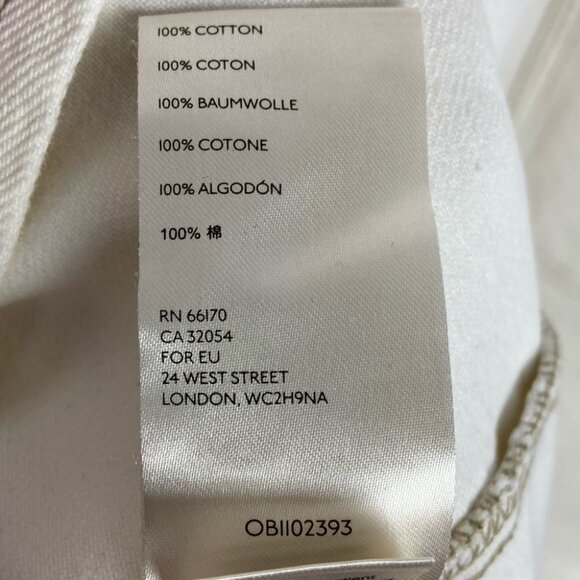 100% COTTON
100% COTON
100% BAUMWOLLE
100% COTONE
100% ALGODÓN
100% 棉
RN 66170
CA 32054
FOR EU
24 WEST STREET
LONDON, WC2H9NA
OB1102393